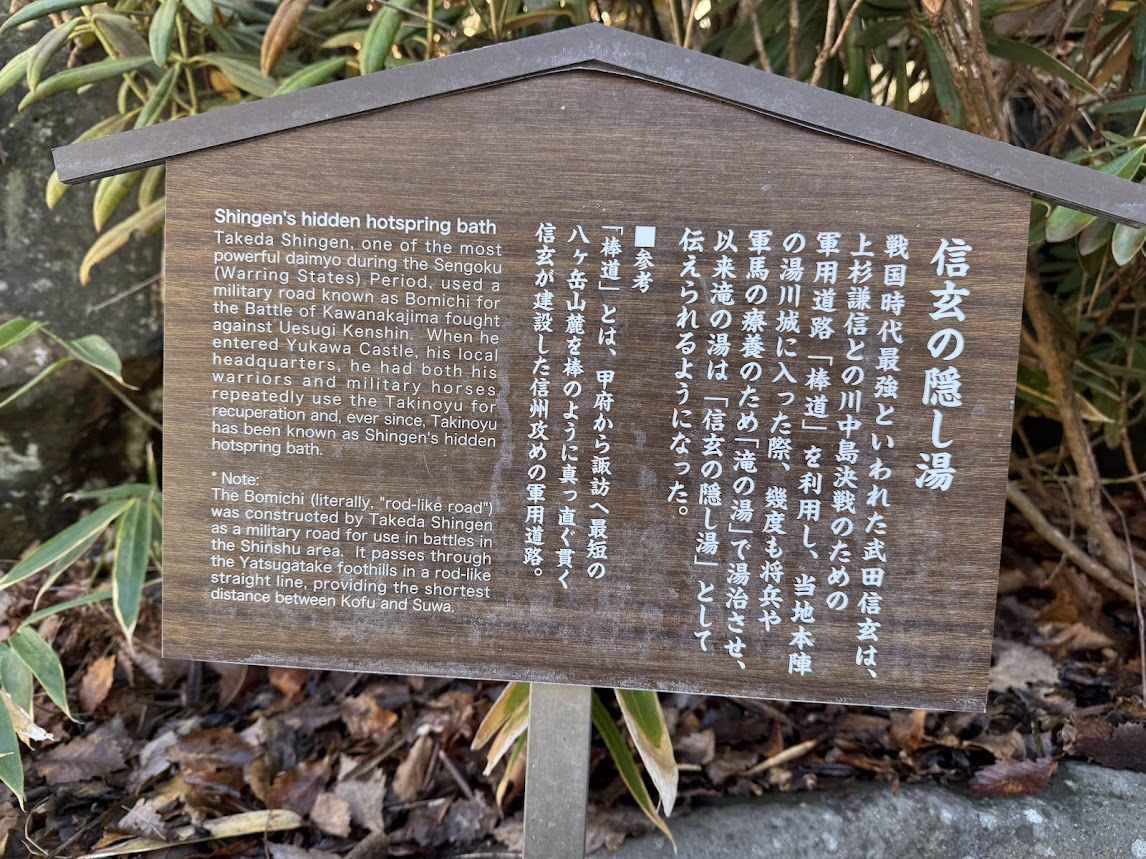 Shingen's hidden hotspring bath
Takeda Shingen, one of the most
powerful daimyo during the Sengoku
(Warring States) Period, used a
military road known as Bomichi for
the Battle of Kawanakajima fought
against Uesugi Kenshin. When he
entered Yukawa Castle, his local
headquarters, he had both his
warriors and military horses
repeatedly use the Takinoyu for
recuperation and, ever since, Takinoyu
has been known as Shingen's hidden
hotspring bath.
* Note:
The Bomichi (literally, "rod-like road")
was constructed by Takeda Shingen
as a military road for use in battles in
the Shinshu area. It passes through
the Yatsugatake foothills in a rod-like
straight line, providing the shortest
distance between Kofu and Suwa.
信玄の隠し湯
戦国時代最強といわれた武田信玄は、
上杉謙信との川中島決戦のための
軍用道路「棒道」を利用し、当地本陣
の湯川城に入った際、幾度も将兵や
軍馬の療養のため「滝の湯」で湯治させ、
以来滝の湯は「信玄の隠し湯」として
伝えられるようになった。
■参考
「棒道」とは、甲府から諏訪へ最短の
八ヶ岳山麓を棒のように真っ直ぐ貫く
信玄が建設した信州攻めの軍用道路。